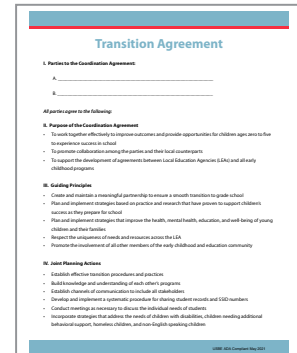 Transition Agreement
I. Parties to the Coordination Agreement:
A.
B.
All parties agree to the following:
II. Purpose of the Coordination Agreement
• To work together effectively to improve outcomes and provide opportunities for children ages zero to five
to experience success in school
• To promote collaboration among the parties and their local counterparts
• To support the development of agreements between Local Education Agencies (LEAs) and all early
childhood programs
III. Guiding Principles
• Create and maintain a meaningful partnership to ensure a smooth transition to grade school
• Plan and implement strategies based on practice and research that have proven to support children's
success as they prepare for school
• Plan and implement strategies that improve the health, mental health, education, and well-being of young
children and their families
• Respect the uniqueness of needs and resources across the LEA
• Promote the involvement of all other members of the early childhood and education community
IV. Joint Planning Actions
• Establish effective transition procedures and practices
• Build knowledge and understanding of each other's programs
• Establish channels of communication to include all stakeholders
• Develop and implement a systematic procedure for sharing student records and SSID numbers
• Conduct meetings as necessary to discuss the individual needs of students
• Incorporate strategies that address the needs of children with disabilities, children needing additional
behavioral support, homeless children, and non-English speaking children
USBE ADA Compliant May 2021